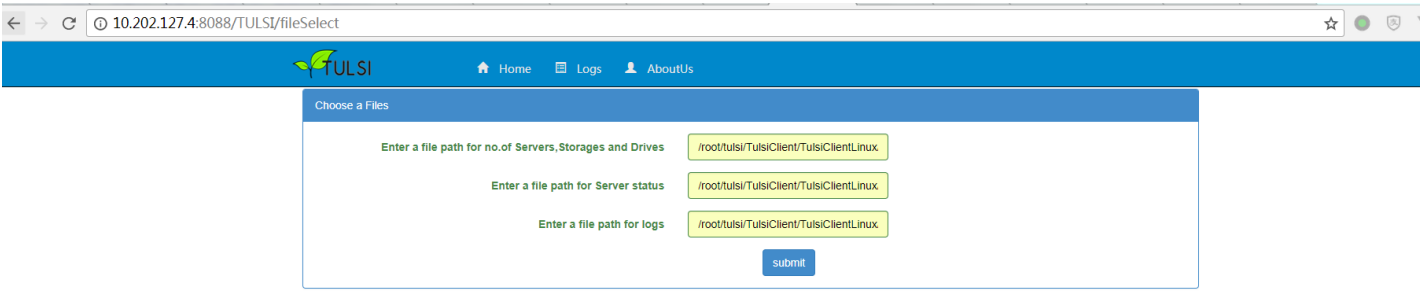 10.202.127.4:8088/TULSI/fileSelect
TULSI Home Logs AboutUs
Choose a Files
Enter a file path for no.of Servers,Storages and Drives /root/tulsi/TulsiClient/TulsiClientLinux
Enter a file path for Server status /root/tulsi/TulsiClient/TulsiClientLinux
Enter a file path for logs /root/tulsi/TulsiClient/TulsiClientLinux
submit